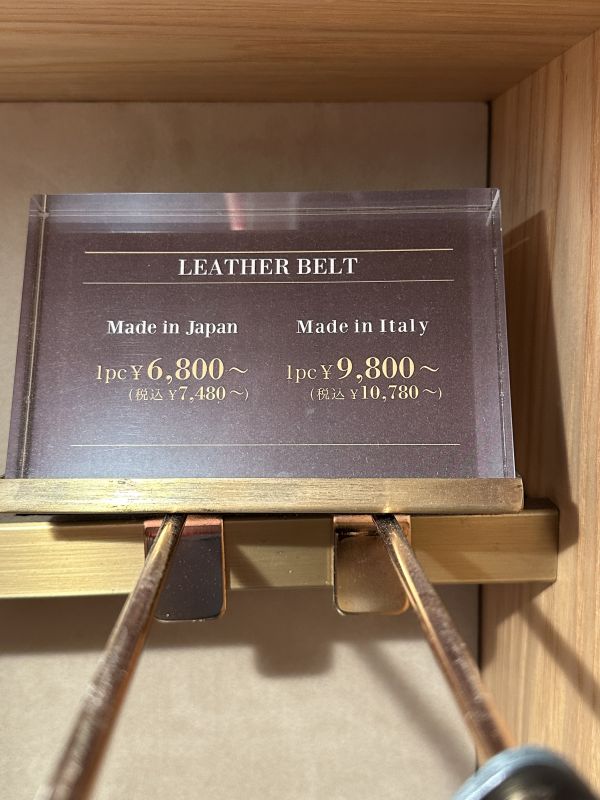 LEATHER BELT
Made in Japan
1pc¥6,800～
(税込 ¥7,480～)
Made in Italy
1pc¥9,800～
(税込 ¥10,780～)